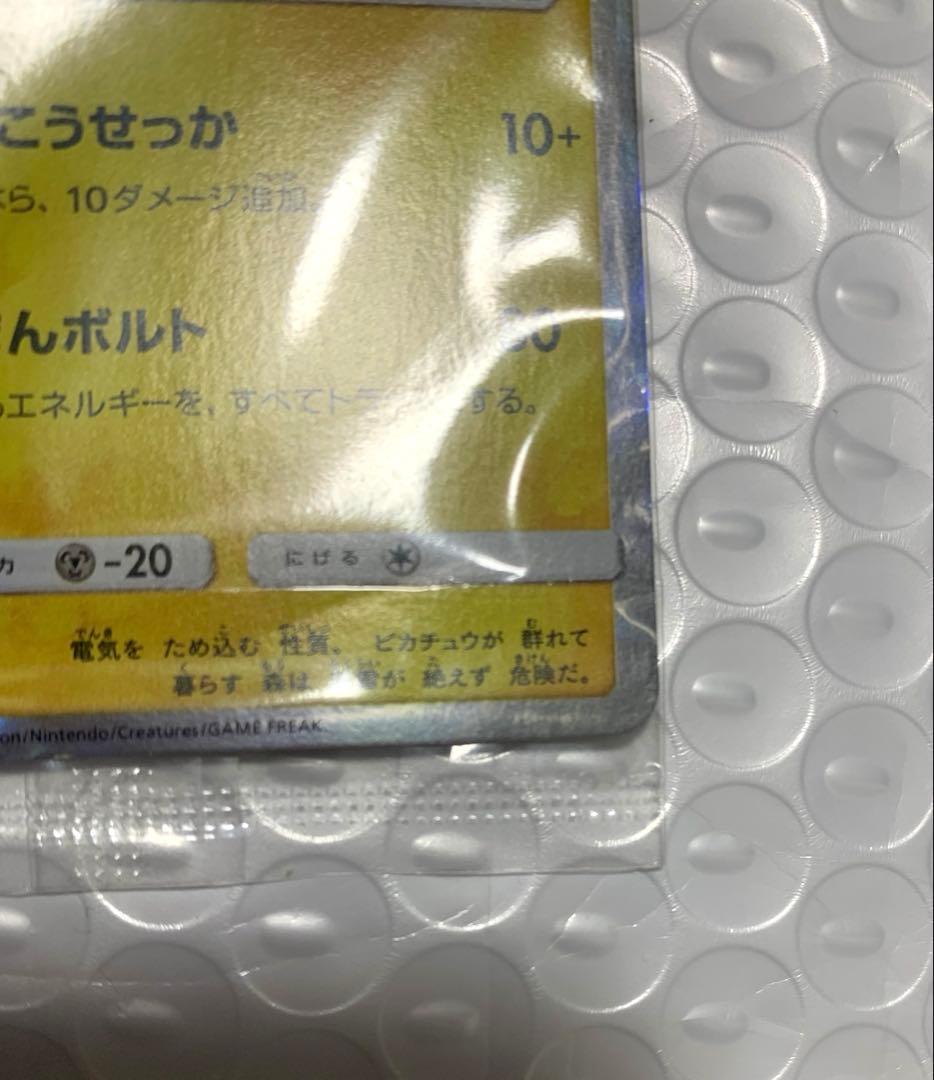 こうせっか 10+
ら、10ダメージ追加。
んボルト
エネルギーを、すべてトラ する。
力 -20 にげる
電気を ため込む 性質。 ピカチュウが 群れて
暮らす 森は 雷が 絶えず 危険だ。
on/Nintendo/Creatures/GAME FREAK.